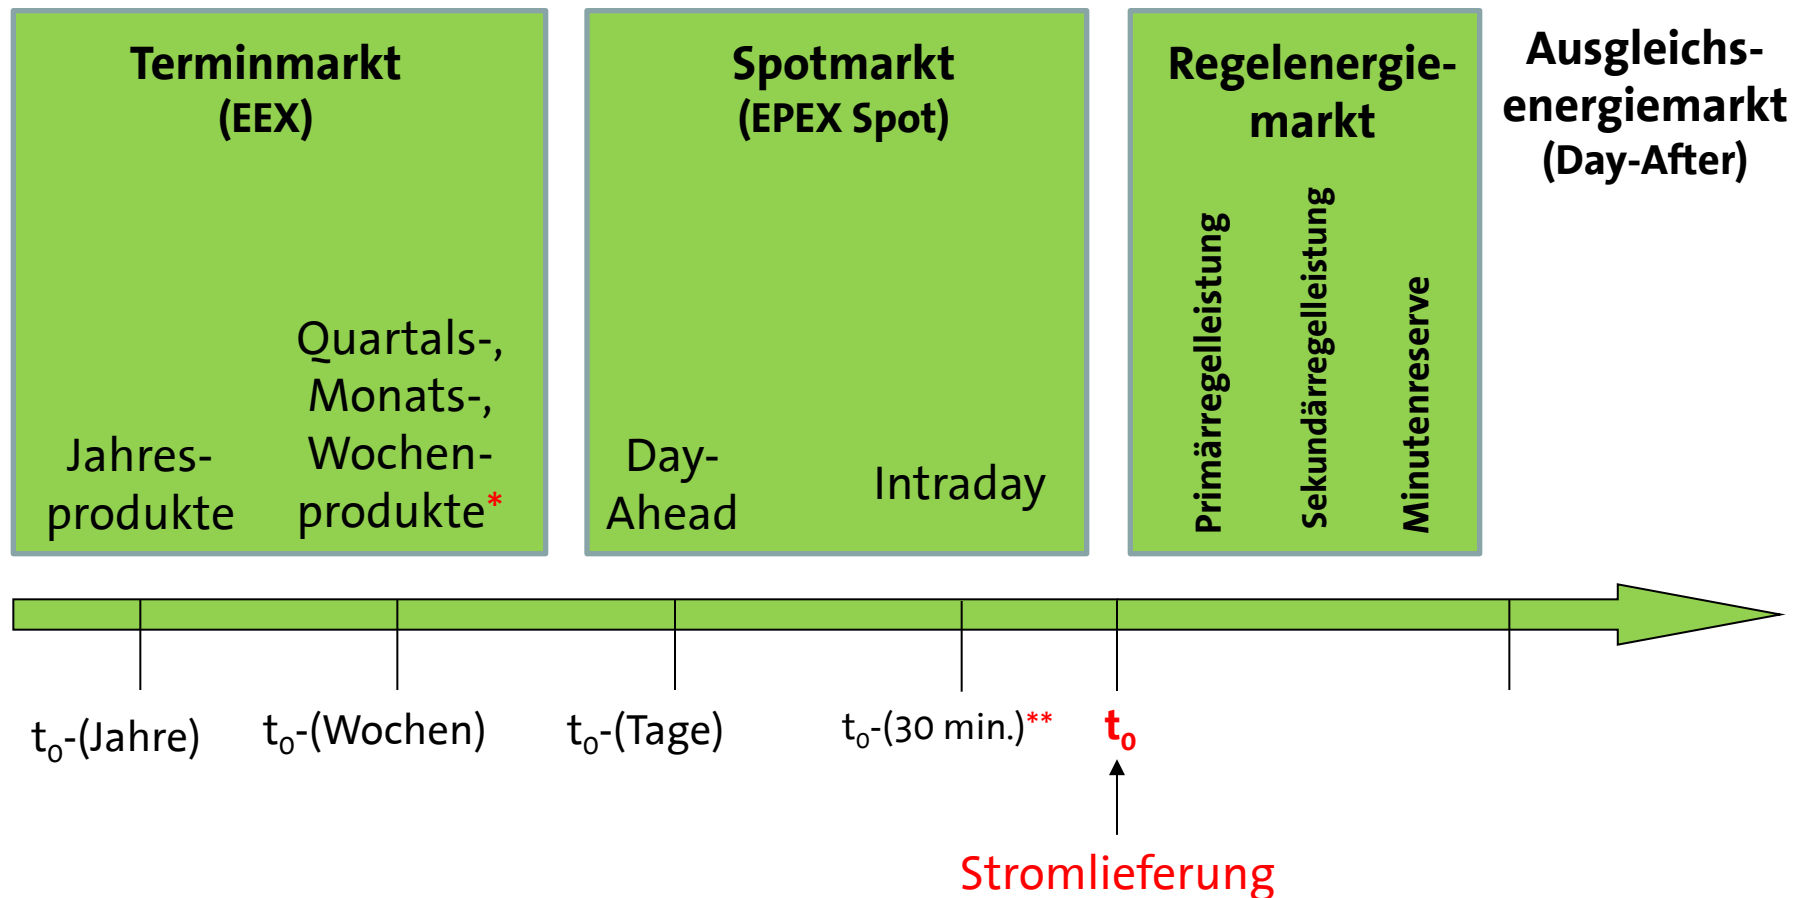 Terminmarkt
(EEX)
Jahres-
produkte
Quartals-,
Monats-,
Wochen-
produkte*
Spotmarkt
(EPEX Spot)
Day-
Ahead
Intraday
Regelenergie-
markt
Primärregelleistung
Sekundärregelleistung
Minutenreserve
Ausgleichs-
energiemarkt
(Day-After)
t₀-(Jahre)
t₀-(Wochen)
t₀-(Tage)
t₀-(30 min.)**
t₀
Stromlieferung